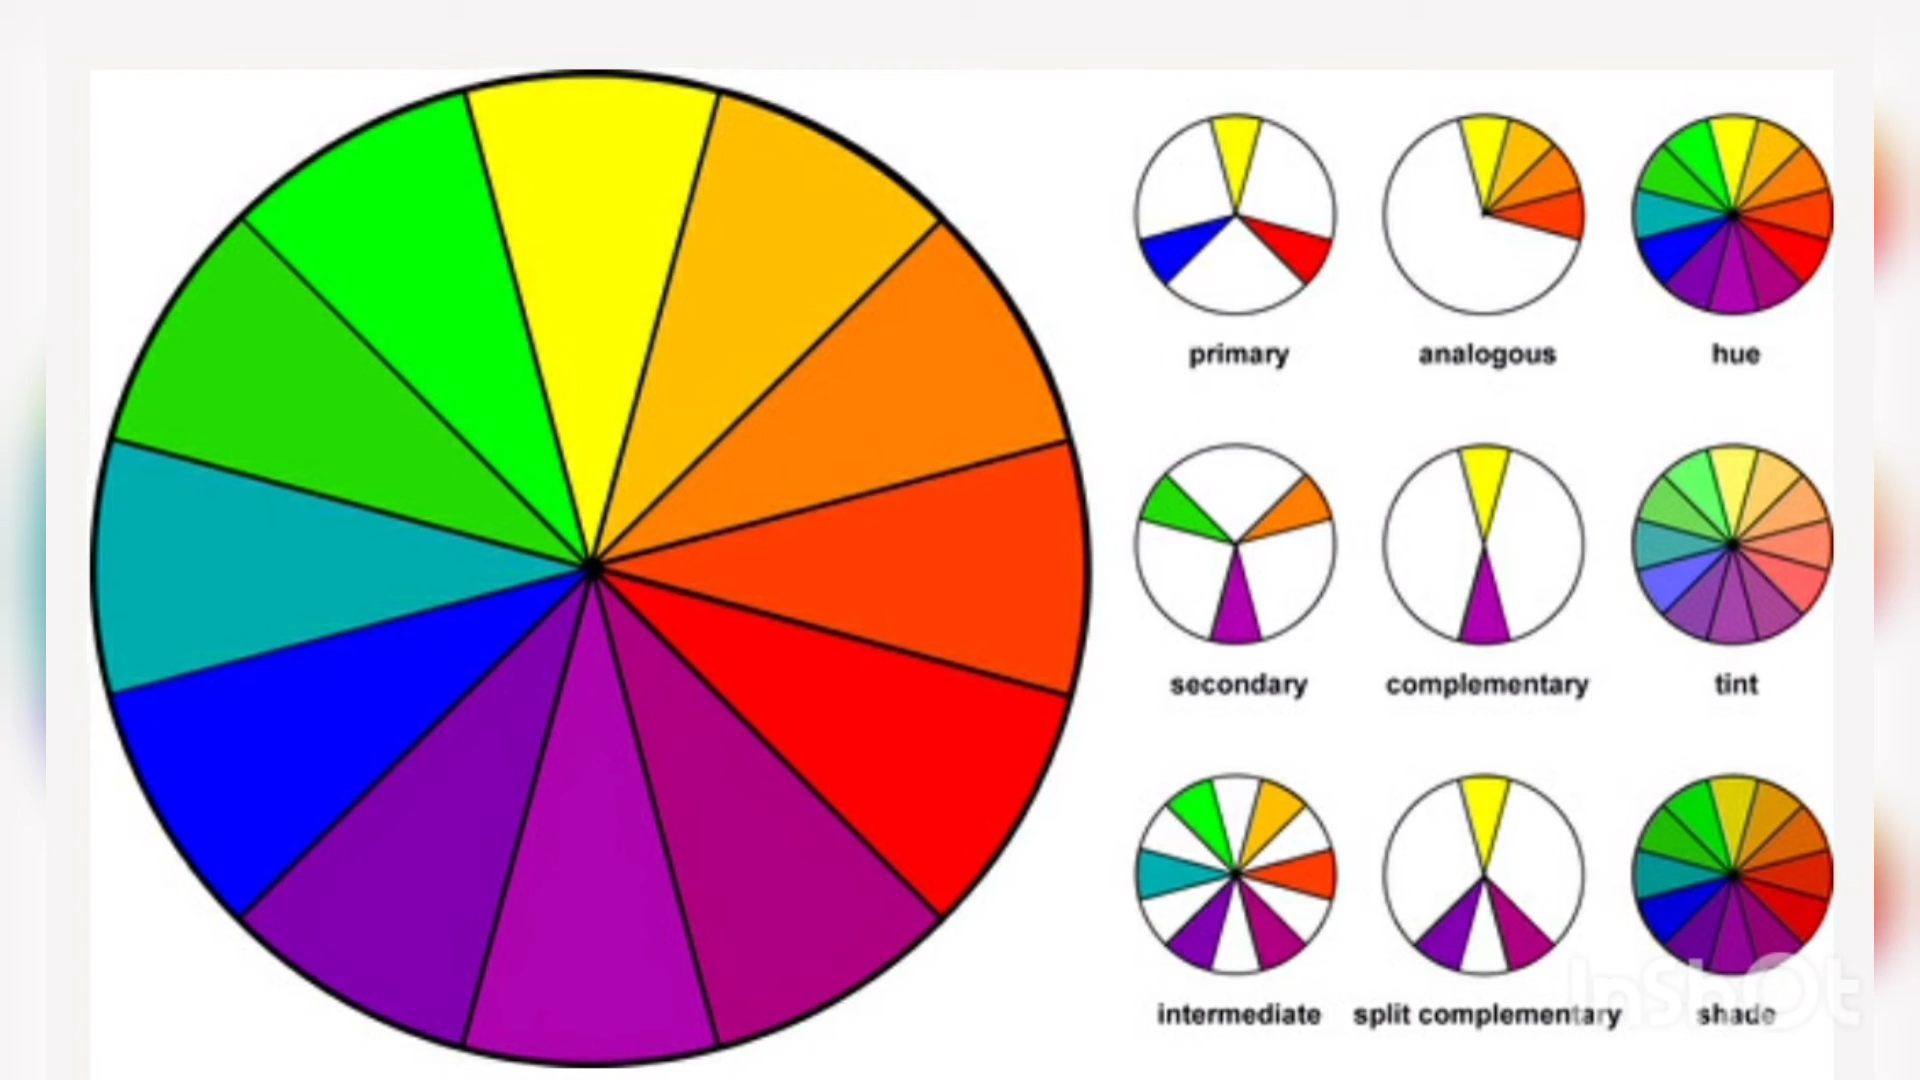 primary analogous hue
secondary complementary tint
intermediate split complementary shade
InShOt